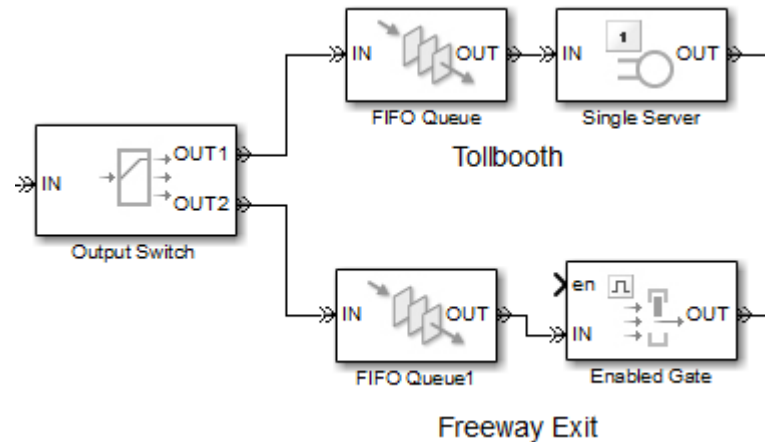 IN OUT
FIFO Queue
1
IN OUT
Single Server
Tollbooth
IN OUT1
OUT2
Output Switch
IN OUT
FIFO Queue1
en
IN OUT
Enabled Gate
Freeway Exit